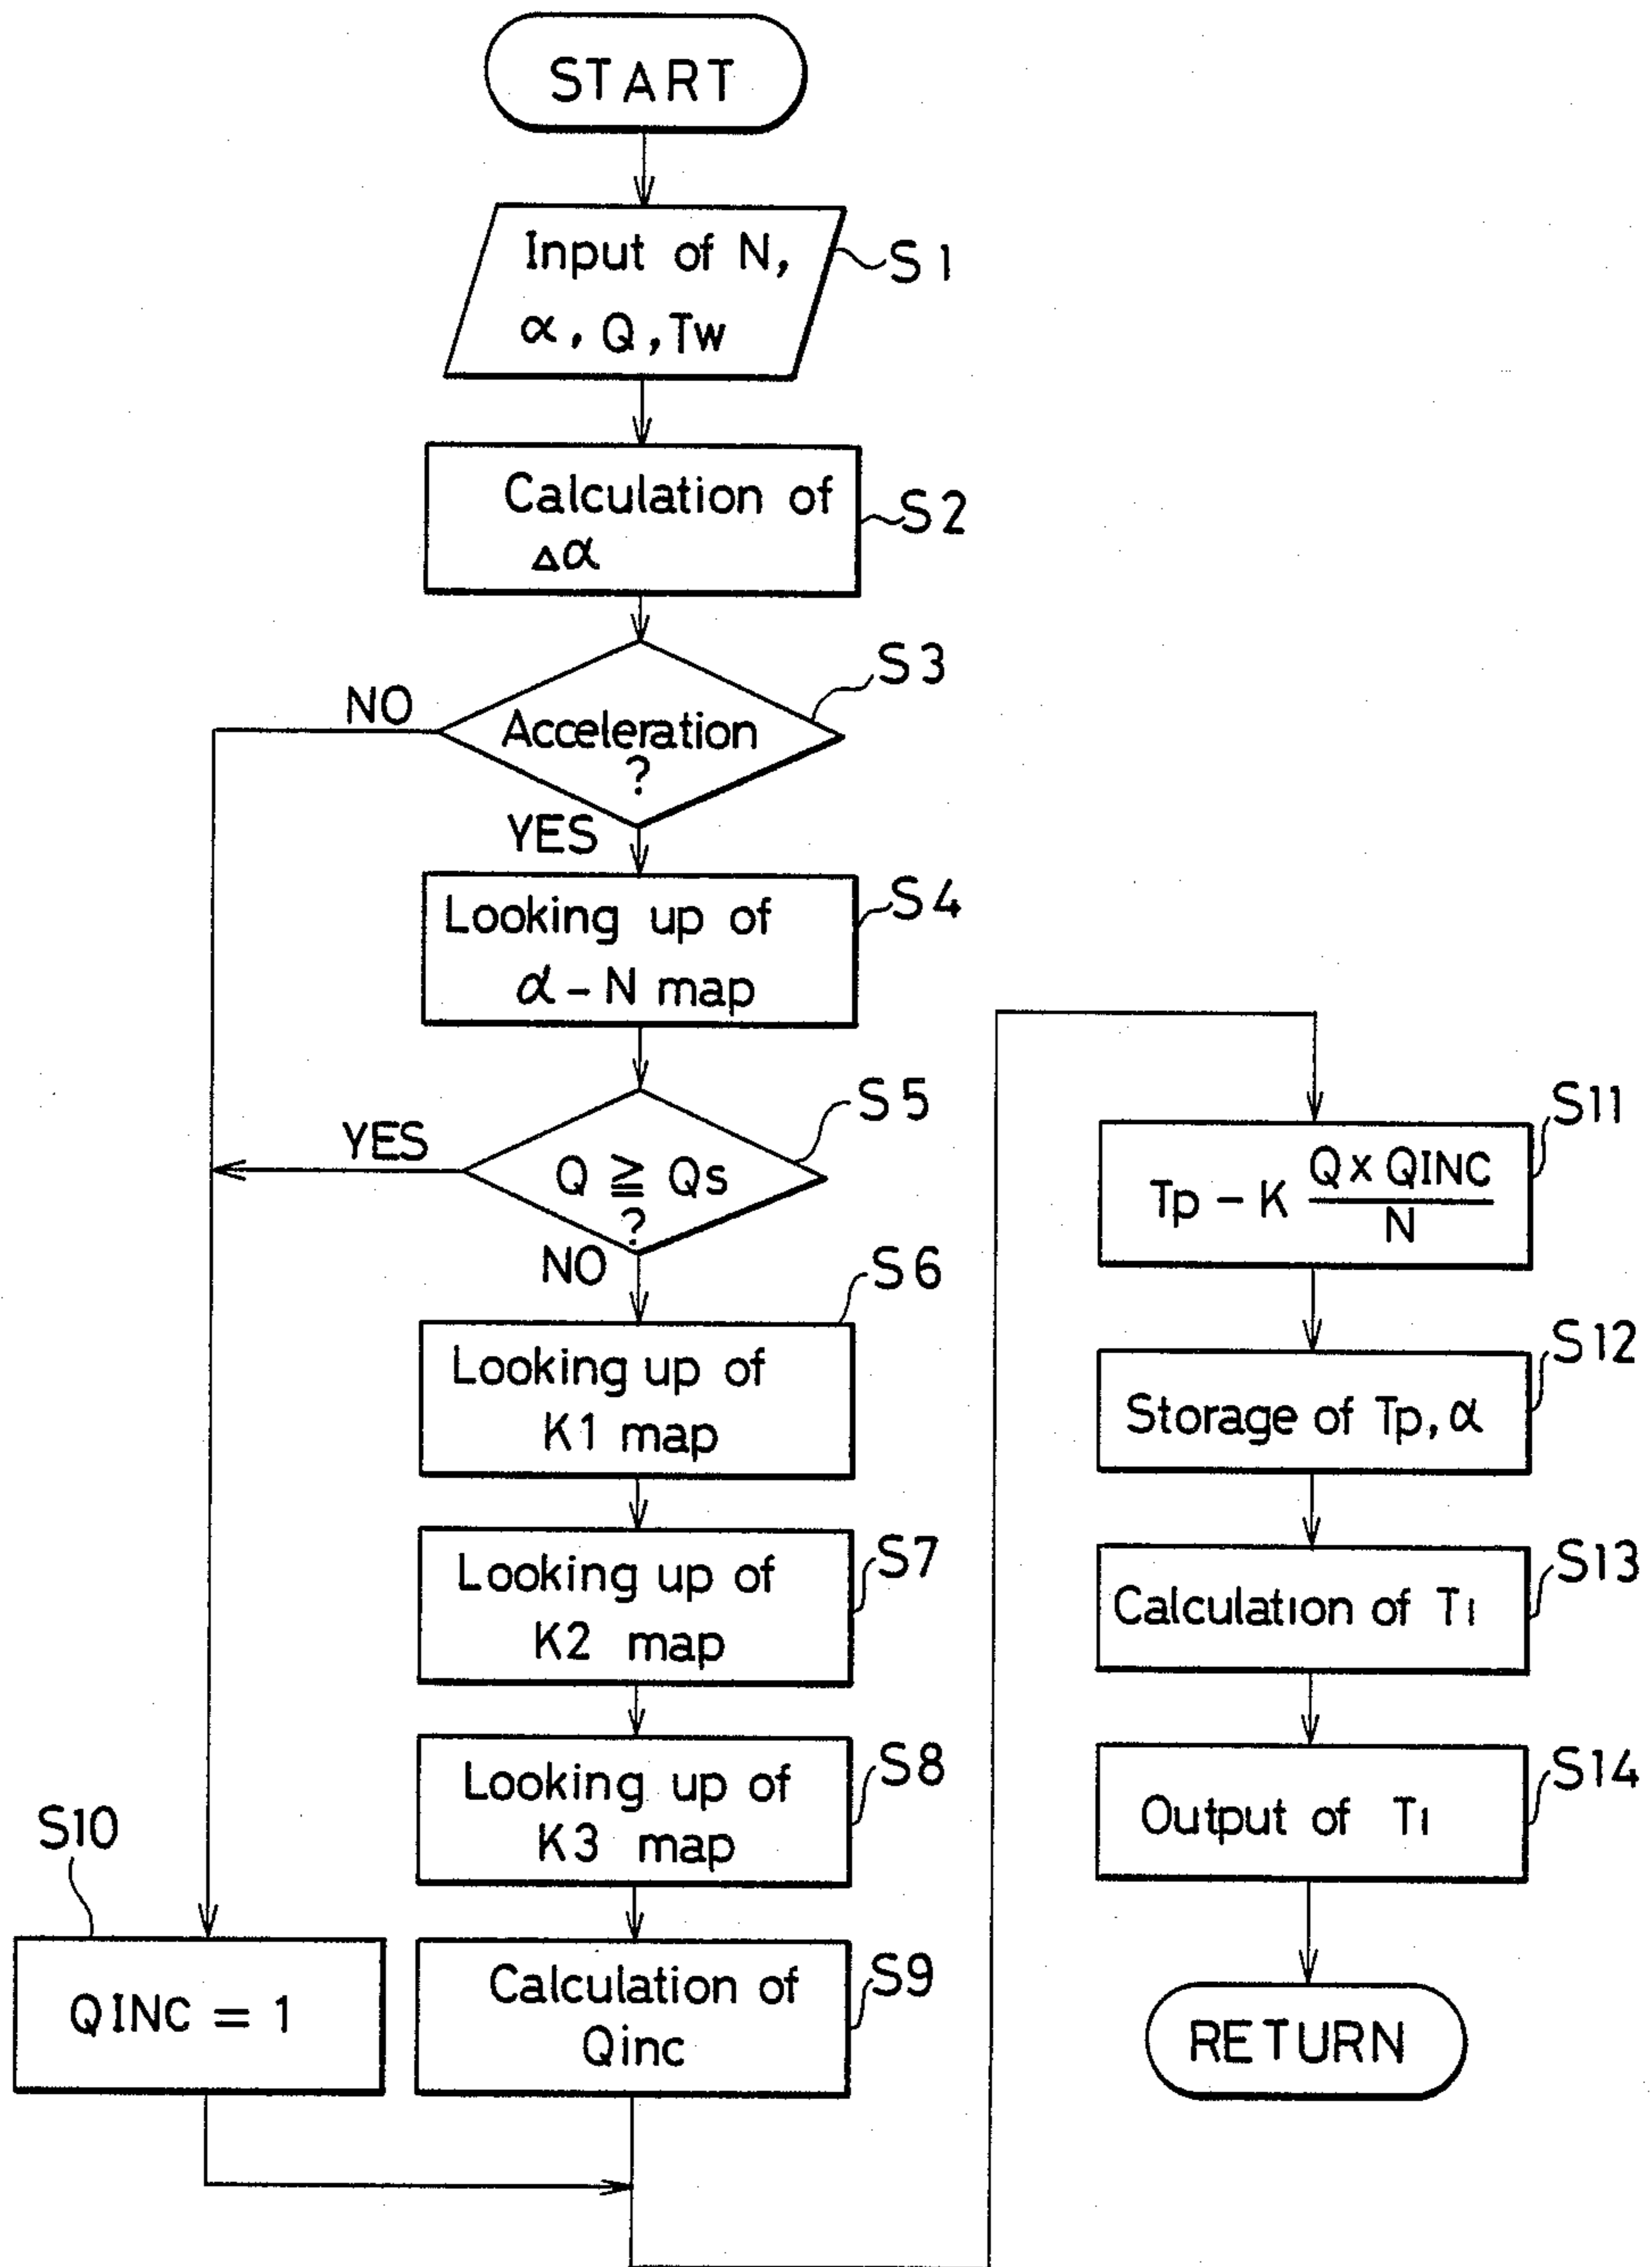 START
Input of N,
α, Q, Tw
S1
Calculation of
Δα
S2
S3
NO
Acceleration
?
YES
S4
Looking up of
α - N map
S5
YES
Q ≧ Qs
?
NO
S6
Looking up of
K1 map
S7
Looking up of
K2 map
S8
Looking up of
K3 map
S10
QINC = 1
S9
Calculation of
Qinc
S11
Tp - K Q x QINC
N
S12
Storage of Tp, α
S13
Calculation of Tı
S14
Output of Tı
RETURN